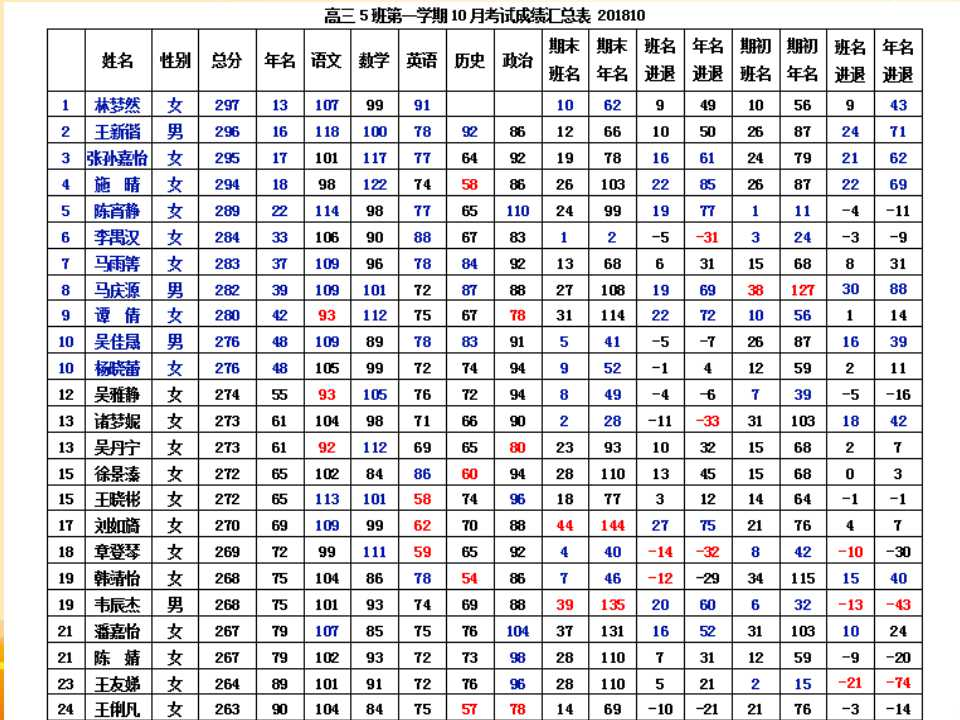 高三5班第一学期10月考试成绩汇总表 201810
姓名 性别 总分 年名 语文 数学 英语 历史 政治 期末班名 期末年名 班名进退 年名进退 期初班名 期初年名 班名进退 年名进退
1 林梦然 女 297 13 107 99 91 10 62 9 49 10 56 9 43
2 王新锴 男 296 16 118 100 78 92 86 12 66 10 50 26 87 24 71
3 张孙嘉怡 女 295 17 101 117 77 64 92 19 78 16 61 24 79 21 62
4 施 晴 女 294 18 98 122 74 58 86 26 103 22 85 26 87 22 69
5 陈宵静 女 289 22 114 98 77 65 110 24 99 19 77 1 11 -4 -11
6 李禺汉 女 284 33 106 90 88 67 83 1 2 -5 -31 3 24 -3 -9
7 马雨筹 女 283 37 109 96 78 84 92 13 68 6 31 15 68 8 31
8 马庆源 男 282 39 109 101 72 87 88 27 108 19 69 38 127 30 88
9 谭 倩 女 280 42 93 112 75 67 78 31 114 22 72 10 56 1 14
10 吴佳晟 男 276 48 109 89 78 83 91 5 41 -5 -7 26 87 16 39
10 杨晓蕾 女 276 48 105 99 72 74 94 9 52 -1 4 12 59 2 11
12 吴雅静 女 274 55 93 105 76 72 94 8 49 -4 -6 7 39 -5 -16
13 诸梦妮 女 273 61 104 98 71 66 90 2 28 -11 -33 31 103 18 42
13 吴丹宁 女 273 61 92 112 69 65 80 23 93 10 32 15 68 2 7
15 徐景溱 女 272 65 102 84 86 60 94 28 110 13 45 15 68 0 3
15 王晓彬 女 272 65 113 101 58 74 96 18 77 3 12 14 64 -1 -1
17 刘如 女 270 69 109 99 62 70 88 44 144 27 75 21 76 4 7
18 章登琴 女 269 72 99 111 59 65 92 4 40 -14 -32 8 42 -10 -30
19 韩清怡 女 268 75 104 86 78 54 86 7 46 -12 -29 34 115 15 40
19 韦辰杰 男 268 75 101 93 74 69 88 39 135 20 60 6 32 -13 -43
21 潘嘉怡 女 267 79 107 85 75 76 104 37 131 16 52 31 103 10 24
21 陈 婧 女 267 79 102 93 72 73 98 28 110 7 31 12 59 -9 -20
23 王友娣 女 264 89 101 91 72 76 96 28 110 5 21 2 15 -21 -74
24 王俐凡 女 263 90 104 84 75 57 78 14 69 -10 -21 21 76 -3 -14